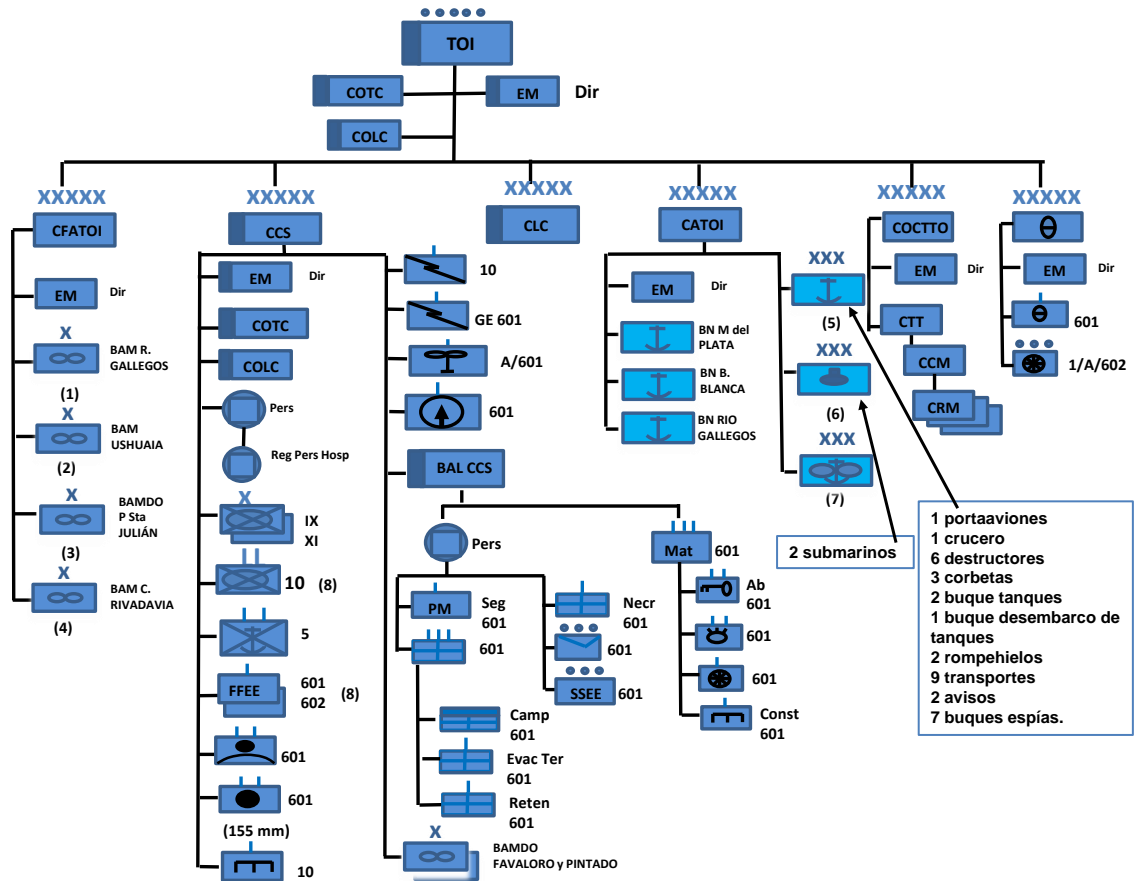 TOI
COTC
EM
Dir
COLC
XXXXX
XXXXX
XXXXX
XXXXX
XXXXX
XXXXX
CFATOI
EM
Dir
X
BAM R.
GALLEGOS
(1)
X
BAM
USHUAIA
(2)
X
BAMDO
P Sta
JULIÁN
(3)
X
BAM C.
RIVADAVIA
(4)
CCS
EM
Dir
COTC
COLC
Pers
Reg Pers Hosp
X
IX
XI
10
(8)
5
FFEE
601
602
(8)
601
601
(155 mm)
10
10
GE 601
A/601
601
BAL CCS
Pers
PM
Seg
601
601
Camp
601
Evac Ter
601
Reten
601
Necr
601
601
SSEE
601
Mat
601
Ab
601
601
601
Const
601
X
BAMDO
FAVALORO y PINTADO
CLC
CATOI
EM
Dir
BN M del
PLATA
BN B.
BLANCA
BN RIO
GALLEGOS
XXX
(5)
XXX
(6)
XXX
(7)
2 submarinos
1 portaaviones
1 crucero
6 destructores
3 corbetas
2 buque tanques
1 buque desembarco de
tanques
2 rompehielos
9 transportes
2 avisos
7 buques espías.
COCTTO
EM
Dir
CTT
CCM
CRM
EM
Dir
601
1/A/602